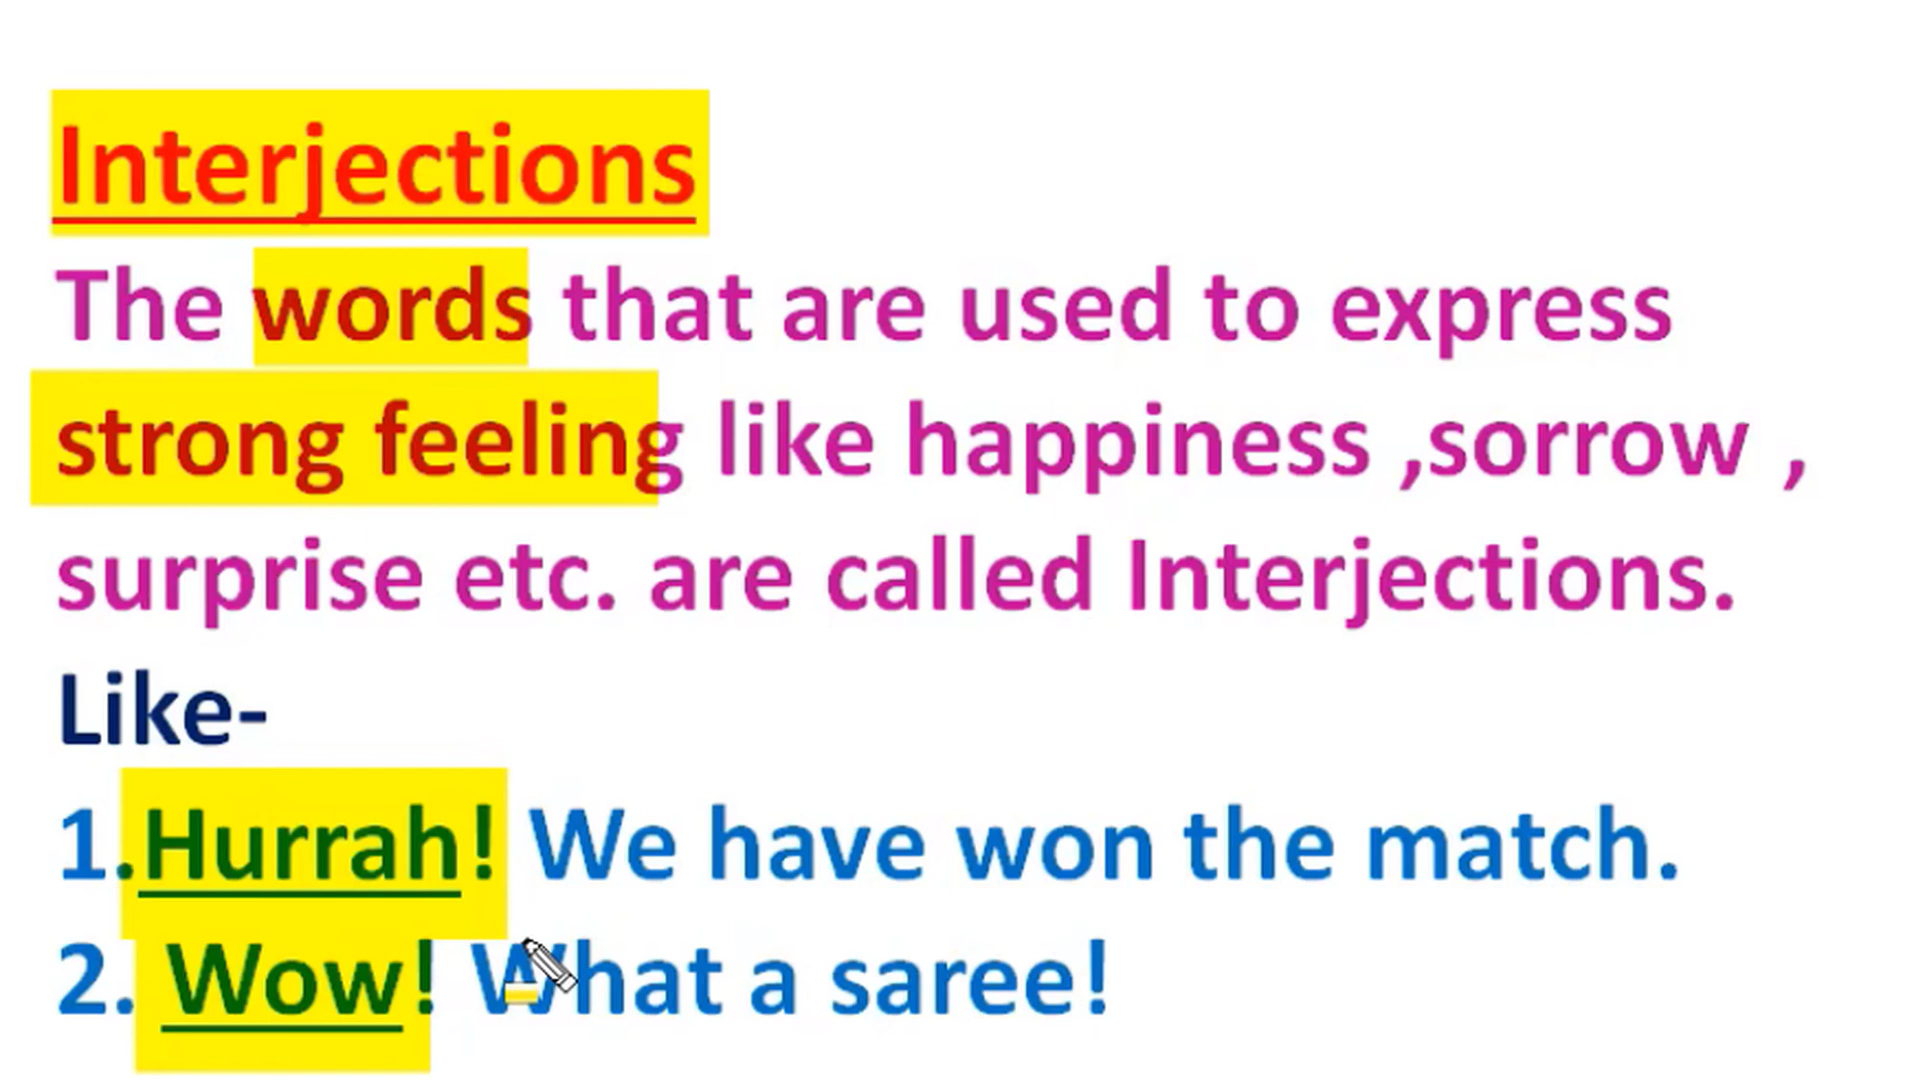 Interjections
The words that are used to express
strong feeling like happiness ,sorrow ,
surprise etc. are called Interjections.
Like-
1.Hurrah! We have won the match.
2. Wow! What a saree!